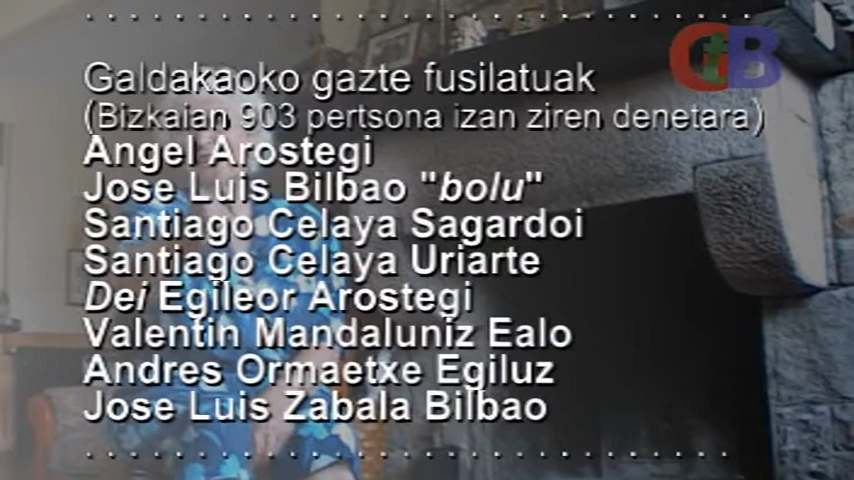 GtB
Galdakaoko gazte fusilatuak
(Bizkaian 903 pertsona izan ziren denetara)
Angel Arostegi
Jose Luis Bilbao "bolu"
Santiago Celaya Sagardoi
Santiago Celaya Uriarte
Dei Egileor Arostegi
Valentin Mandaluniz Ealo
Andres Ormaetxe Egiluz
Jose Luis Zabala Bilbao